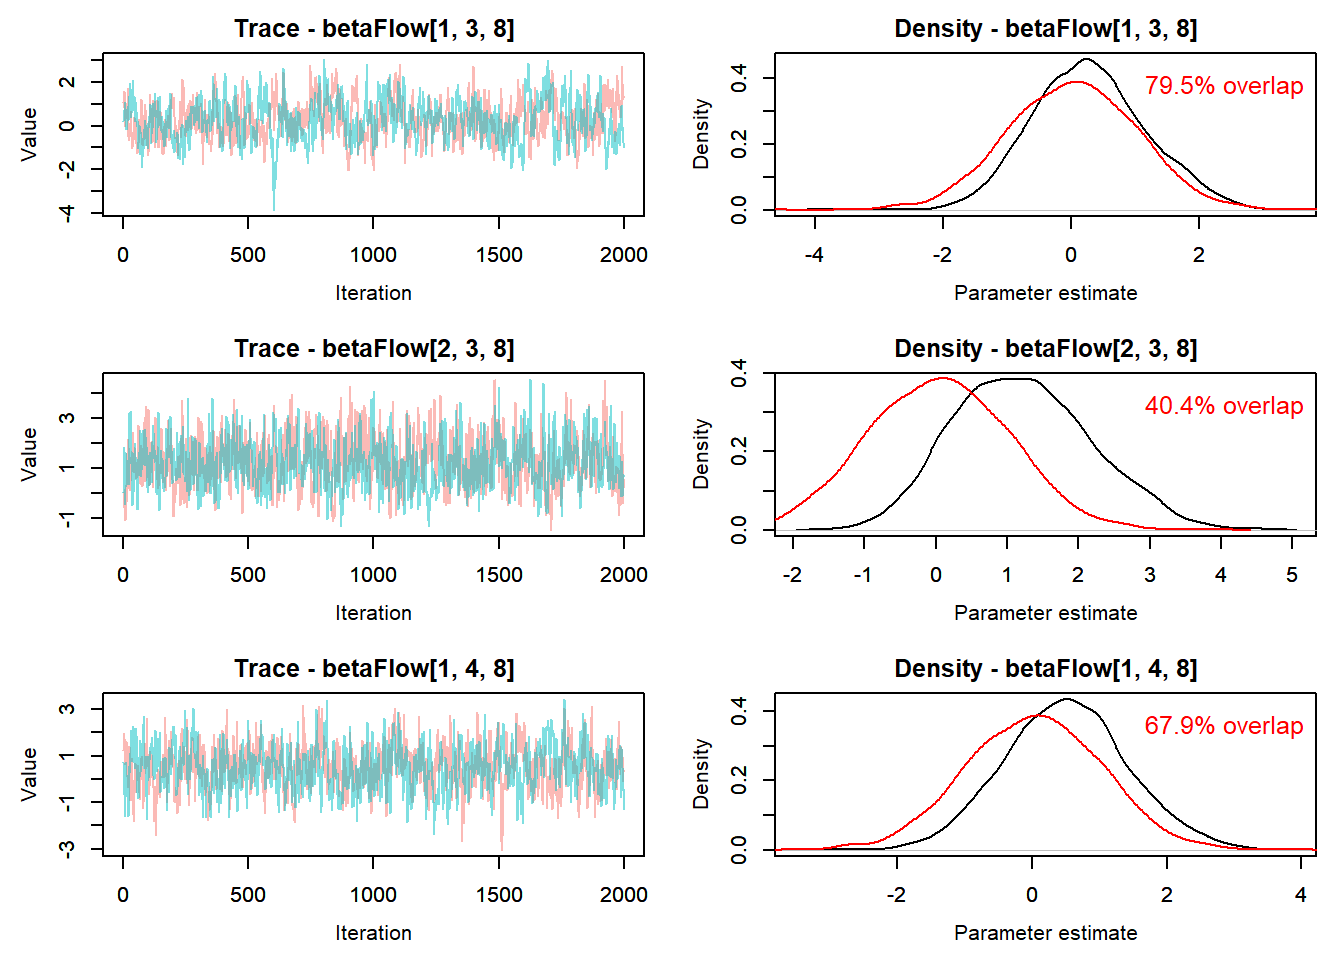 Trace - betaFlow[1, 3, 8]
Value
2
0
-2
-4
0 500 1000 1500 2000
Iteration
Density - betaFlow[1, 3, 8]
79.5% overlap
Density
0.4
0.2
0.0
-4 -2 0 2
Parameter estimate
Trace - betaFlow[2, 3, 8]
Value
3
1
-1
0 500 1000 1500 2000
Iteration
Density - betaFlow[2, 3, 8]
40.4% overlap
Density
0.4
0.2
0.0
-2 -1 0 1 2 3 4 5
Parameter estimate
Trace - betaFlow[1, 4, 8]
Value
3
1
-1
-3
0 500 1000 1500 2000
Iteration
Density - betaFlow[1, 4, 8]
67.9% overlap
Density
0.4
0.2
0.0
-2 0 2 4
Parameter estimate